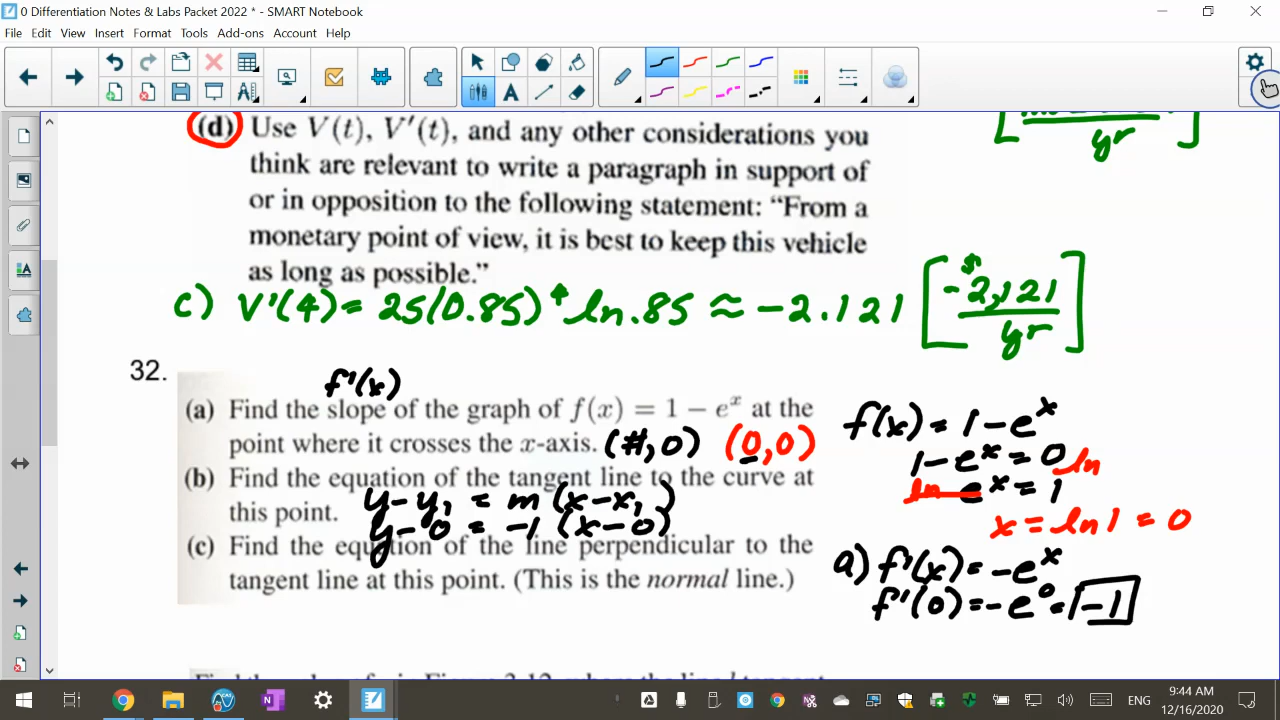 0 Differentiation Notes & Labs Packet 2022 * - SMART Notebook
File Edit View Insert Format Tools Add-ons Account Help
(d) Use V(t), V′(t), and any other considerations you
think are relevant to write a paragraph in support of
or in opposition to the following statement: “From a
monetary point of view, it is best to keep this vehicle
as long as possible.”
yr
c) V'(4) = 25(0.85)⁴ ln .85 ≈ -2.121 [-2,121/yr]
32.
f'(x)
(a) Find the slope of the graph of f(x) = 1 − eˣ at the
point where it crosses the x-axis. (#,0) (0,0)
(b) Find the equation of the tangent line to the curve at
this point. y-y₁ = m(x-x₁)
y-0 = -1(x-0)
(c) Find the equation of the line perpendicular to the
tangent line at this point. (This is the normal line.)
f(x) = 1-eˣ
1-eˣ = 0 ln
ln eˣ = 1
x = ln 1 = 0
a) f'(x) = -eˣ
f'(0) = -e⁰ = -1
ENG
9:44 AM
12/16/2020